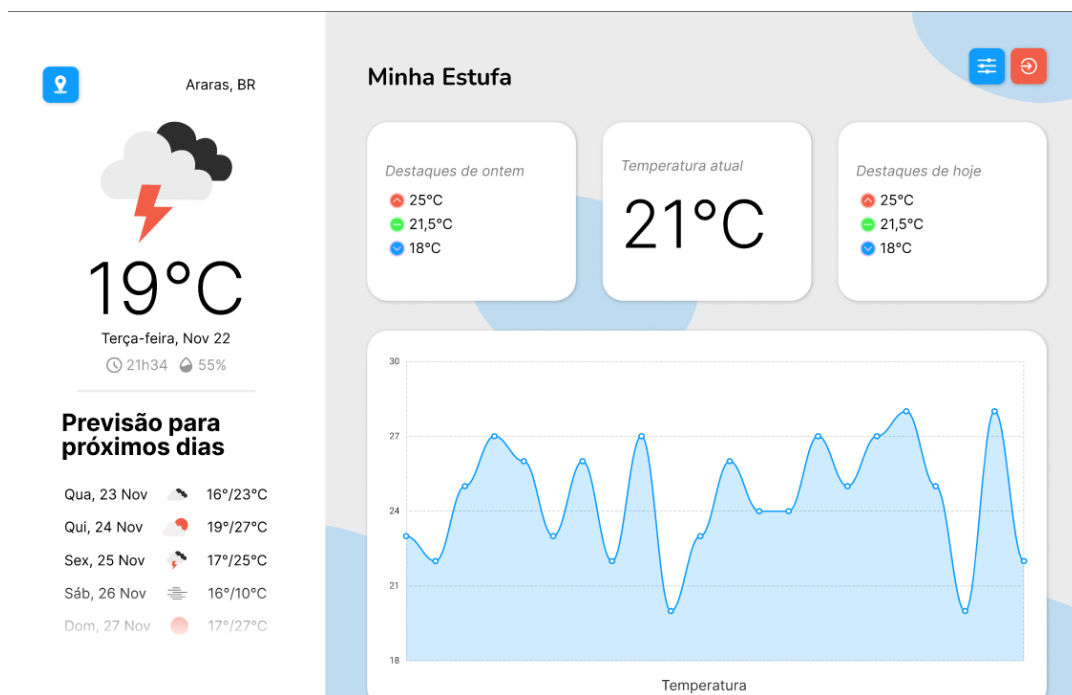 Araras, BR
19°C
Terça-feira, Nov 22
21h34 55%
Previsão para
próximos dias
Qua, 23 Nov 16°/23°C
Qui, 24 Nov 19°/27°C
Sex, 25 Nov 17°/25°C
Sáb, 26 Nov 16°/10°C
Dom, 27 Nov 17°/27°C
Minha Estufa
Destaques de ontem
25°C
21,5°C
18°C
Temperatura atual
21°C
Destaques de hoje
25°C
21,5°C
18°C
30
27
24
21
18
Temperatura